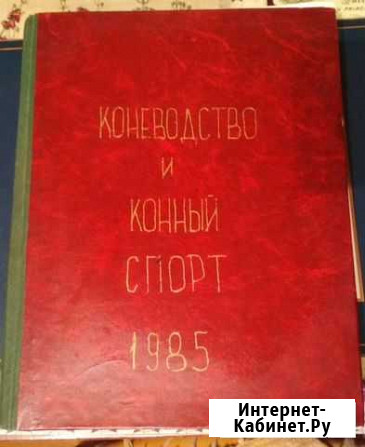 КОНЕВОДСТВО
и
КОННЫЙ
СПОРТ
1985
Интернет-
Кабинет.Ру